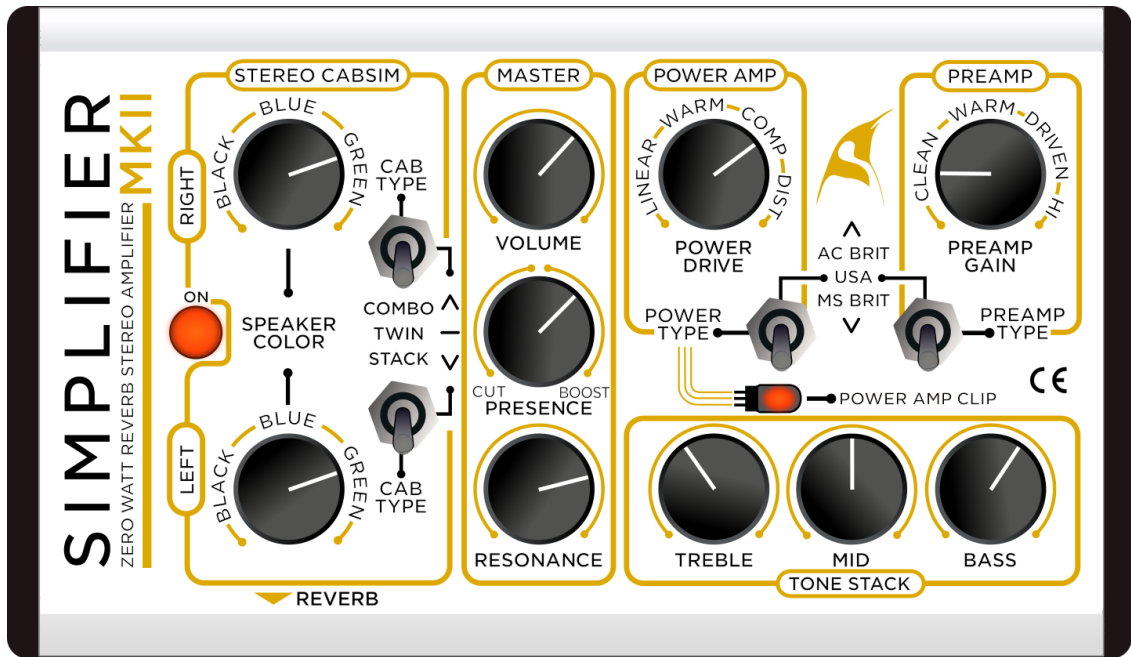 SIMPLIFIER
MKII
ZERO WATT REVERB STEREO AMPLIFIER
STEREO CABSIM
RIGHT
BLACK
BLUE
GREEN
CAB
TYPE
ON
SPEAKER
COLOR
COMBO
TWIN
STACK
LEFT
BLACK
BLUE
GREEN
CAB
TYPE
REVERB
MASTER
VOLUME
CUT
BOOST
PRESENCE
RESONANCE
POWER AMP
LINEAR
WARM
COMP
DIST
POWER
DRIVE
PREAMP
CLEAN
WARM
DRIVEN
HI
PREAMP
GAIN
AC BRIT
USA
MS BRIT
POWER
TYPE
PREAMP
TYPE
CE
POWER AMP CLIP
TREBLE
MID
BASS
TONE STACK